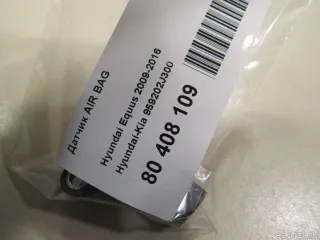 Датчик AIR BAG
Hyundai Equus 2009-2016
Hyundai-Kia 959202J300
80 408 109